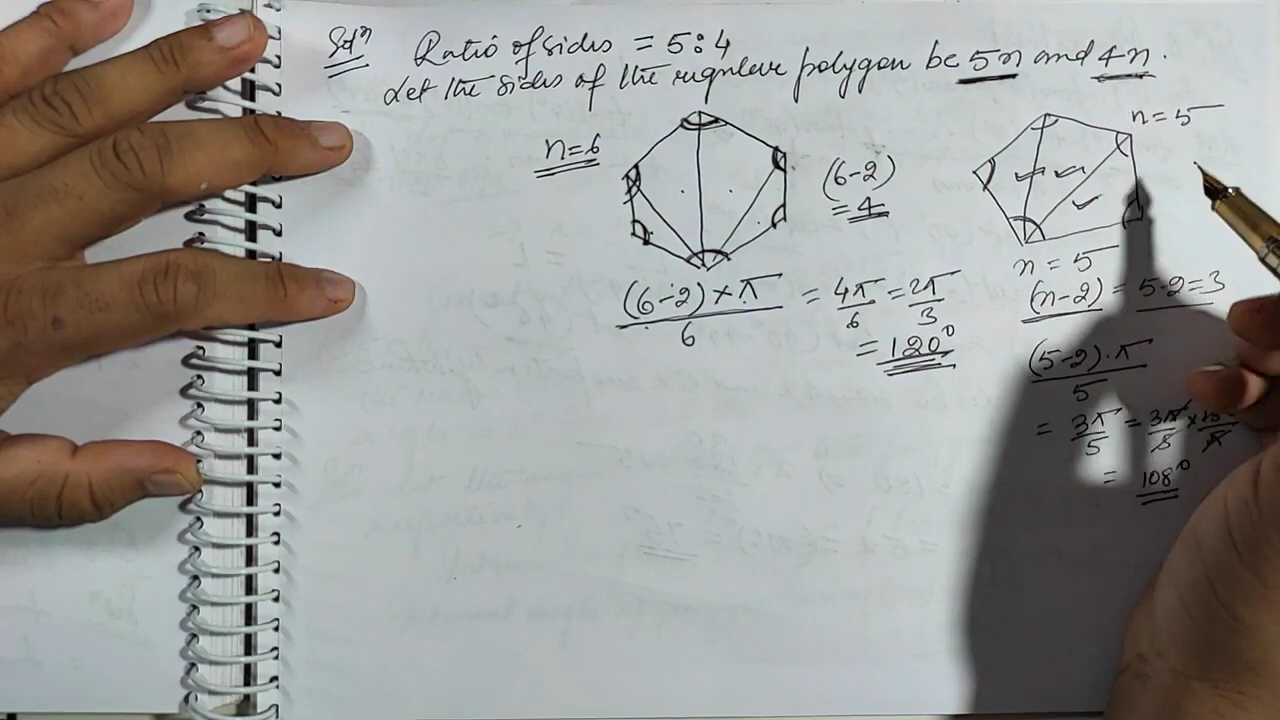 Solⁿ Ratio of sides = 5:4
Let the sides of the regular polygon be 5n and 4n.
n=6
(6-2)
=4
(6-2)×π/6 = 4π/6 = 2π/3
= 120°
n=5
n=5
(n-2) = 5-2=3
(5-2).π/5
= 3π/5 = 3π/5 ×
= 108°